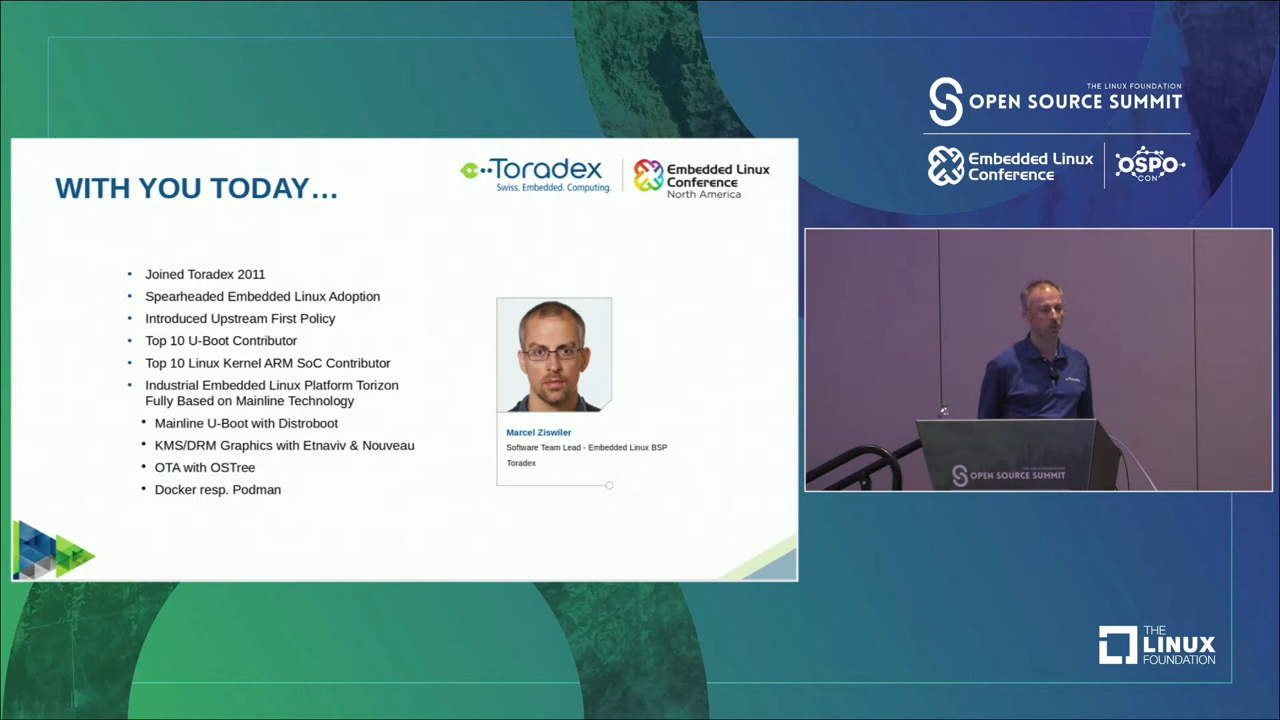 THE LINUX FOUNDATION
OPEN SOURCE SUMMIT
Embedded Linux
Conference
OSPO
CON
WITH YOU TODAY...
Toradex
Swiss. Embedded. Computing.
Embedded Linux
Conference
North America
• Joined Toradex 2011
• Spearheaded Embedded Linux Adoption
• Introduced Upstream First Policy
• Top 10 U-Boot Contributor
• Top 10 Linux Kernel ARM SoC Contributor
• Industrial Embedded Linux Platform Torizon
Fully Based on Mainline Technology
• Mainline U-Boot with Distroboot
• KMS/DRM Graphics with Etnaviv & Nouveau
• OTA with OSTree
• Docker resp. Podman
Marcel Ziswiler
Software Team Lead - Embedded Linux BSP
Toradex
OPEN SOURCE SUMMIT
THE
LINUX
FOUNDATION